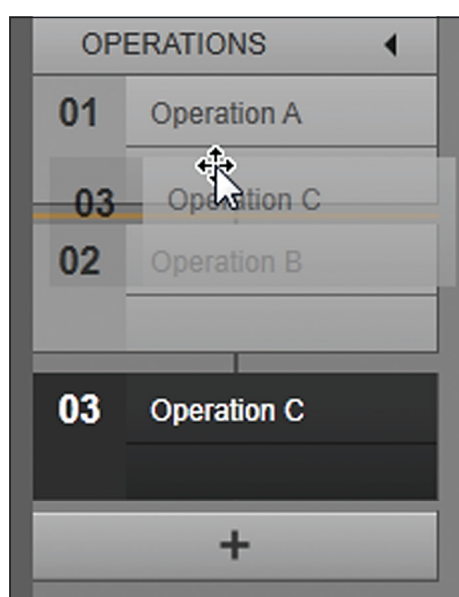 OPERATIONS
01 Operation A
03 Operation C
02 Operation B
03 Operation C
+